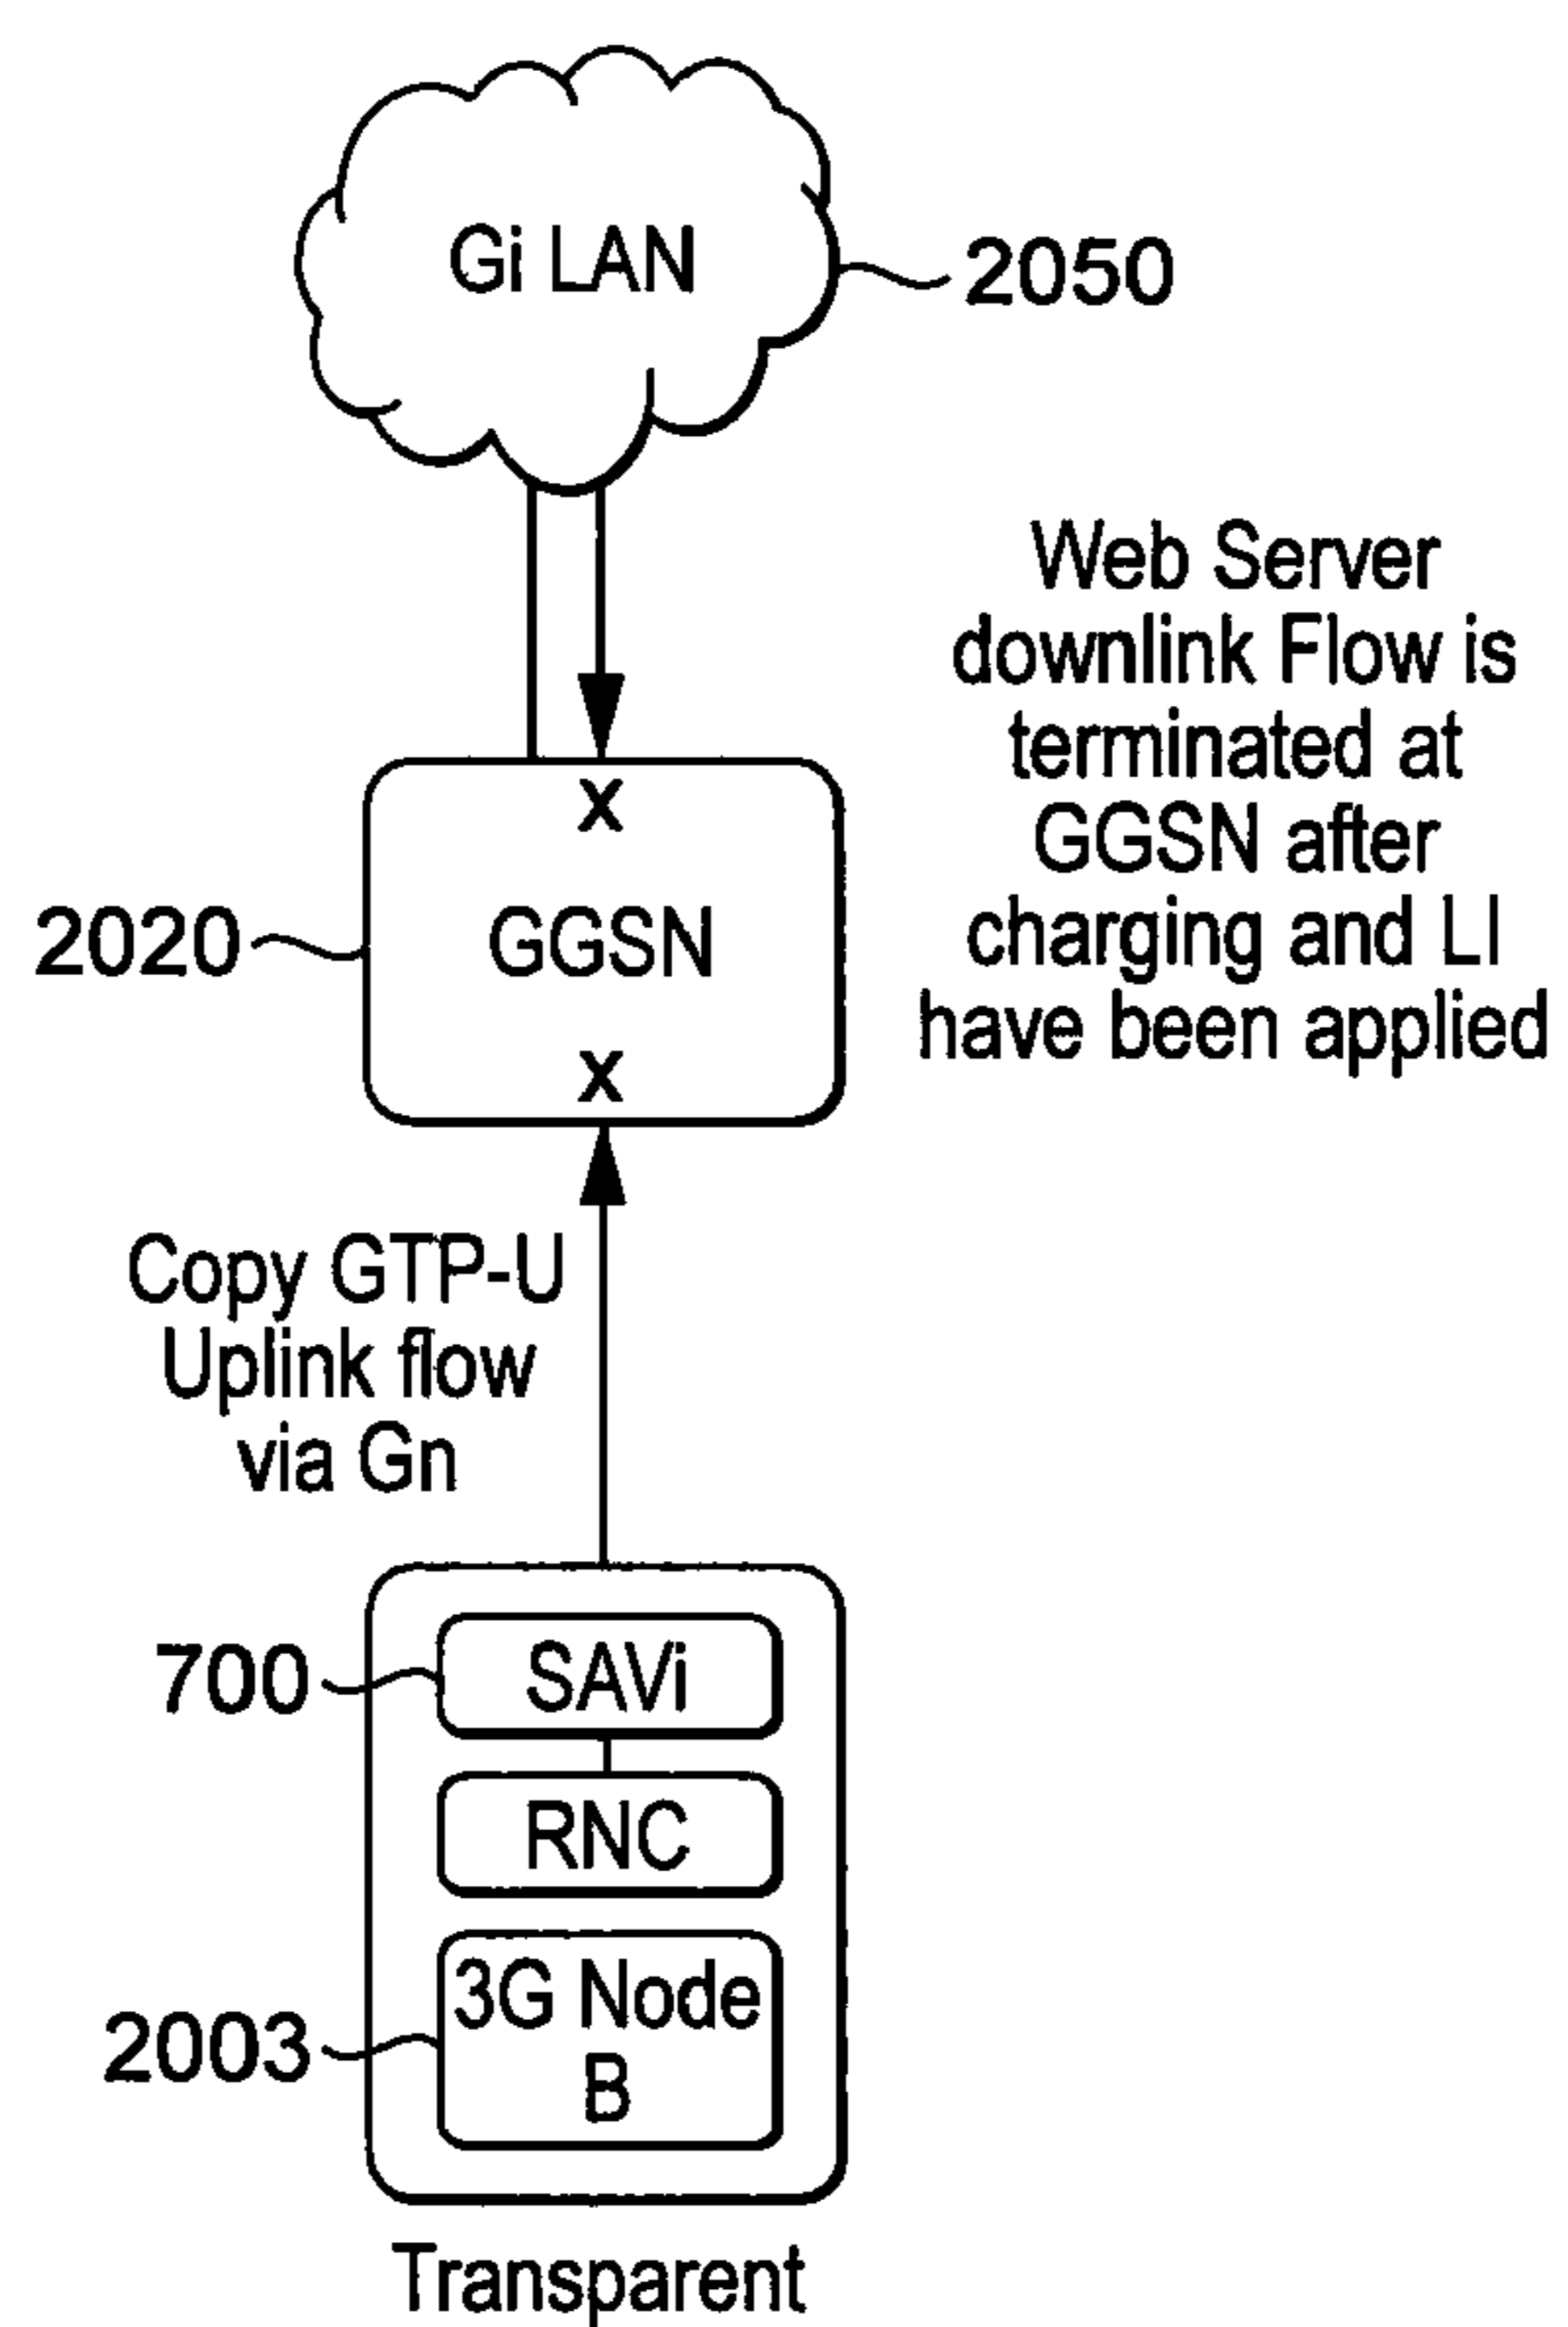 Gi LAN
2050
Web Server
downlink Flow is
terminated at
GGSN after
charging and LI
have been applied
x
2020
GGSN
x
Copy GTP-U
Uplink flow
via Gn
700
SAVi
RNC
3G Node
B
2003
Transparent